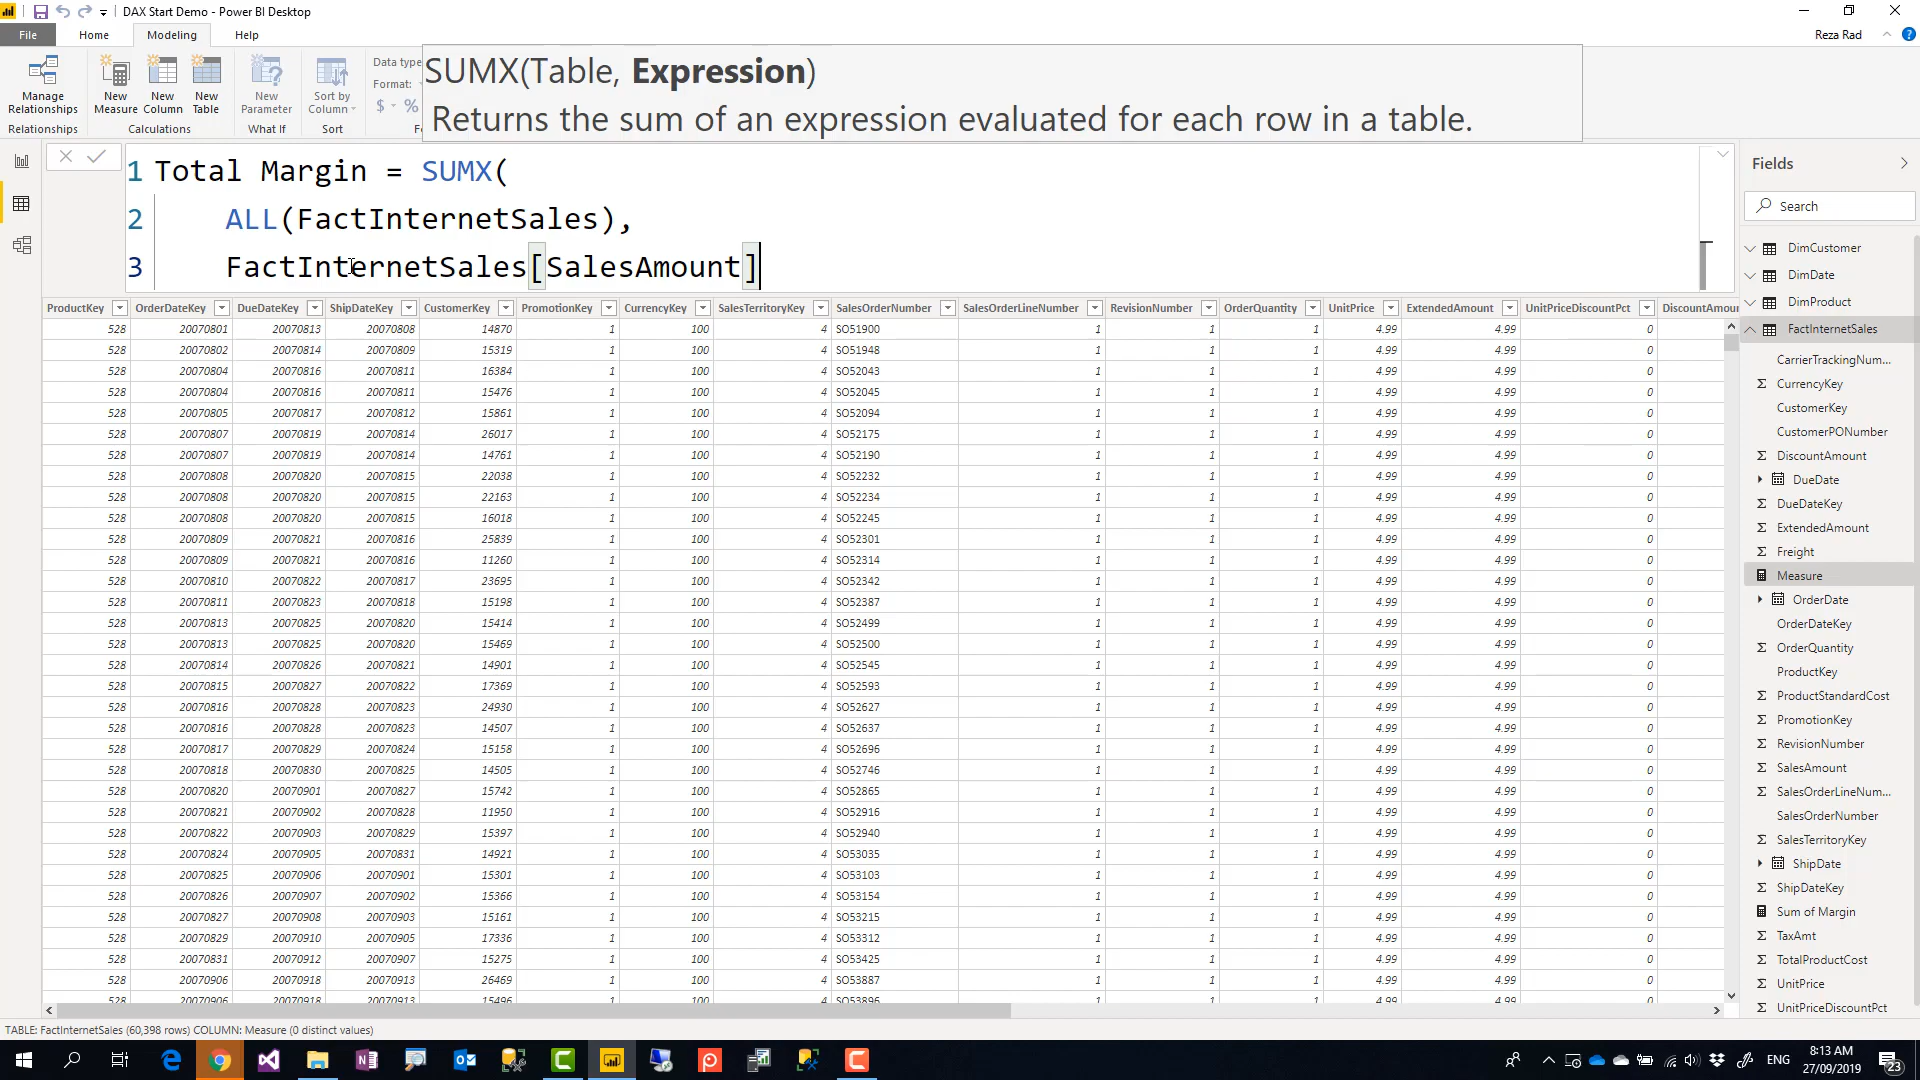 DAX Start Demo - Power BI Desktop
File Home Modeling Help Reza Rad
Manage Relationships
New Measure
New Column
New Table
New Parameter
Sort by Column
Data type
Format:
$ %
Relationships Calculations What If Sort
SUMX(Table, Expression)
Returns the sum of an expression evaluated for each row in a table.
1 Total Margin = SUMX(
2 ALL(FactInternetSales),
3 FactInternetSales[SalesAmount]
ProductKey OrderDateKey DueDateKey ShipDateKey CustomerKey PromotionKey CurrencyKey SalesTerritoryKey SalesOrderNumber SalesOrderLineNumber RevisionNumber OrderQuantity UnitPrice ExtendedAmount UnitPriceDiscountPct DiscountAmou
528 20070801 20070813 20070808 14870 1 100 4 SO51900 1 1 1 4.99 4.99 0
528 20070802 20070814 20070809 15319 1 100 4 SO51948 1 1 1 4.99 4.99 0
528 20070804 20070816 20070811 16384 1 100 4 SO52043 1 1 1 4.99 4.99 0
528 20070804 20070816 20070811 15476 1 100 4 SO52045 1 1 1 4.99 4.99 0
528 20070805 20070817 20070812 15861 1 100 4 SO52094 1 1 1 4.99 4.99 0
528 20070807 20070819 20070814 26017 1 100 4 SO52175 1 1 1 4.99 4.99 0
528 20070807 20070819 20070814 14761 1 100 4 SO52190 1 1 1 4.99 4.99 0
528 20070808 20070820 20070815 22038 1 100 4 SO52232 1 1 1 4.99 4.99 0
528 20070808 20070820 20070815 22163 1 100 4 SO52234 1 1 1 4.99 4.99 0
528 20070808 20070820 20070815 16018 1 100 4 SO52245 1 1 1 4.99 4.99 0
528 20070809 20070821 20070816 25839 1 100 4 SO52301 1 1 1 4.99 4.99 0
528 20070809 20070821 20070816 11260 1 100 4 SO52314 1 1 1 4.99 4.99 0
528 20070810 20070822 20070817 23695 1 100 4 SO52342 1 1 1 4.99 4.99 0
528 20070811 20070823 20070818 15198 1 100 4 SO52387 1 1 1 4.99 4.99 0
528 20070813 20070825 20070820 15414 1 100 4 SO52499 1 1 1 4.99 4.99 0
528 20070813 20070825 20070820 15469 1 100 4 SO52500 1 1 1 4.99 4.99 0
528 20070814 20070826 20070821 14901 1 100 4 SO52545 1 1 1 4.99 4.99 0
528 20070815 20070827 20070822 17369 1 100 4 SO52593 1 1 1 4.99 4.99 0
528 20070816 20070828 20070823 24930 1 100 4 SO52627 1 1 1 4.99 4.99 0
528 20070816 20070828 20070823 14507 1 100 4 SO52637 1 1 1 4.99 4.99 0
528 20070817 20070829 20070824 15158 1 100 4 SO52696 1 1 1 4.99 4.99 0
528 20070818 20070830 20070825 14505 1 100 4 SO52746 1 1 1 4.99 4.99 0
528 20070820 20070901 20070827 15742 1 100 4 SO52865 1 1 1 4.99 4.99 0
528 20070821 20070902 20070828 11950 1 100 4 SO52916 1 1 1 4.99 4.99 0
528 20070822 20070903 20070829 15397 1 100 4 SO52940 1 1 1 4.99 4.99 0
528 20070824 20070905 20070831 14921 1 100 4 SO53035 1 1 1 4.99 4.99 0
528 20070825 20070906 20070901 15301 1 100 4 SO53103 1 1 1 4.99 4.99 0
528 20070826 20070907 20070902 15366 1 100 4 SO53154 1 1 1 4.99 4.99 0
528 20070827 20070908 20070903 15161 1 100 4 SO53215 1 1 1 4.99 4.99 0
528 20070829 20070910 20070905 17336 1 100 4 SO53312 1 1 1 4.99 4.99 0
528 20070831 20070912 20070907 15275 1 100 4 SO53425 1 1 1 4.99 4.99 0
528 20070906 20070918 20070913 26469 1 100 4 SO53887 1 1 1 4.99 4.99 0
528 20070906 20070918 20070913 15496 1 100 4 SO53896 1 1 1 4.99 4.99 0
Fields
Search
DimCustomer
DimDate
DimProduct
FactInternetSales
CarrierTrackingNum...
CurrencyKey
CustomerKey
CustomerPONumber
DiscountAmount
DueDate
DueDateKey
ExtendedAmount
Freight
Measure
OrderDate
OrderDateKey
OrderQuantity
ProductKey
ProductStandardCost
PromotionKey
RevisionNumber
SalesAmount
SalesOrderLineNum...
SalesOrderNumber
SalesTerritoryKey
ShipDate
ShipDateKey
Sum of Margin
TaxAmt
TotalProductCost
UnitPrice
UnitPriceDiscountPct
TABLE: FactInternetSales (60,398 rows) COLUMN: Measure (0 distinct values)
ENG
8:13 AM
27/09/2019
23